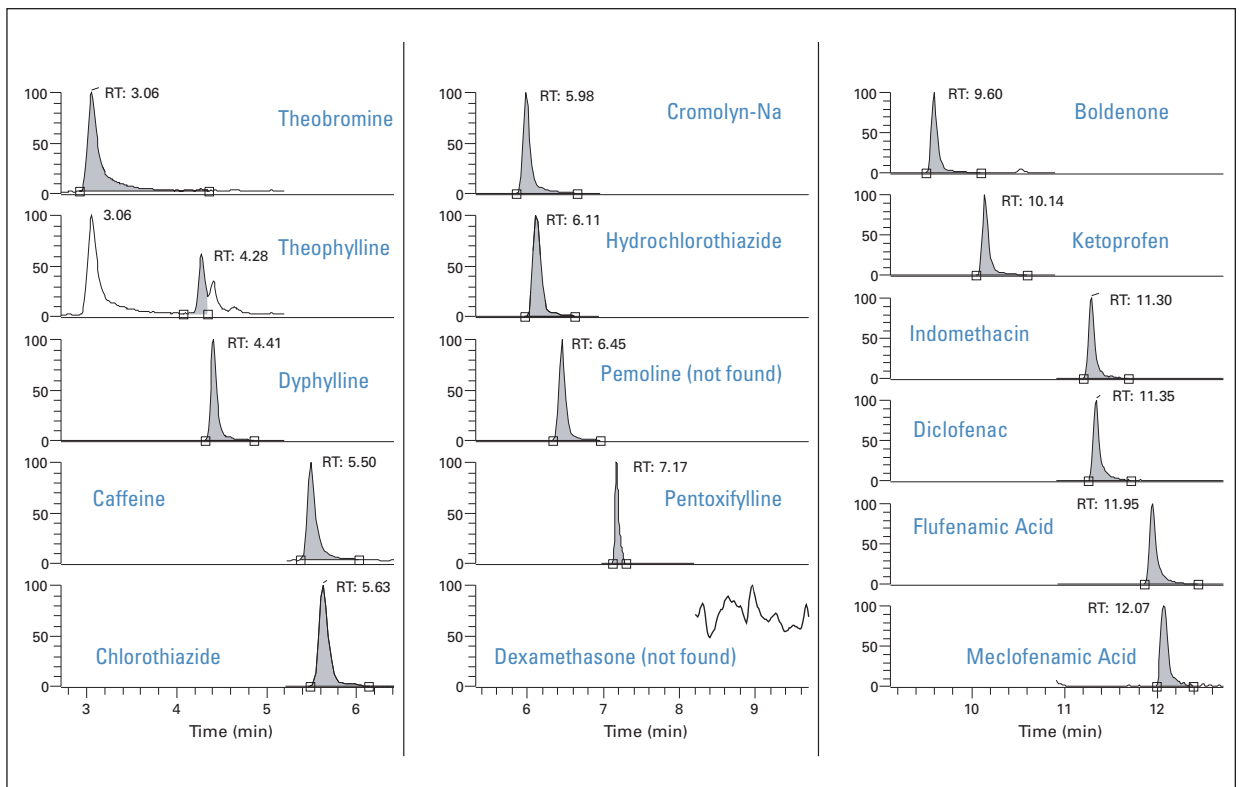 100
50
0
RT: 3.06
Theobromine
100
50
0
3.06
RT: 4.28
Theophylline
100
50
0
RT: 4.41
Dyphylline
100
50
0
RT: 5.50
Caffeine
100
50
0
RT: 5.63
Chlorothiazide
3 4 5 6
Time (min)
100
50
0
RT: 5.98
Cromolyn-Na
100
50
0
RT: 6.11
Hydrochlorothiazide
100
50
0
RT: 6.45
Pemoline (not found)
100
50
0
RT: 7.17
Pentoxifylline
100
50
0
Dexamethasone (not found)
6 7 8 9
Time (min)
100
50
0
RT: 9.60
Boldenone
100
50
0
RT: 10.14
Ketoprofen
100
50
0
RT: 11.30
Indomethacin
100
50
0
RT: 11.35
Diclofenac
100
50
0
RT: 11.95
Flufenamic Acid
100
50
0
RT: 12.07
Meclofenamic Acid
10 11 12
Time (min)